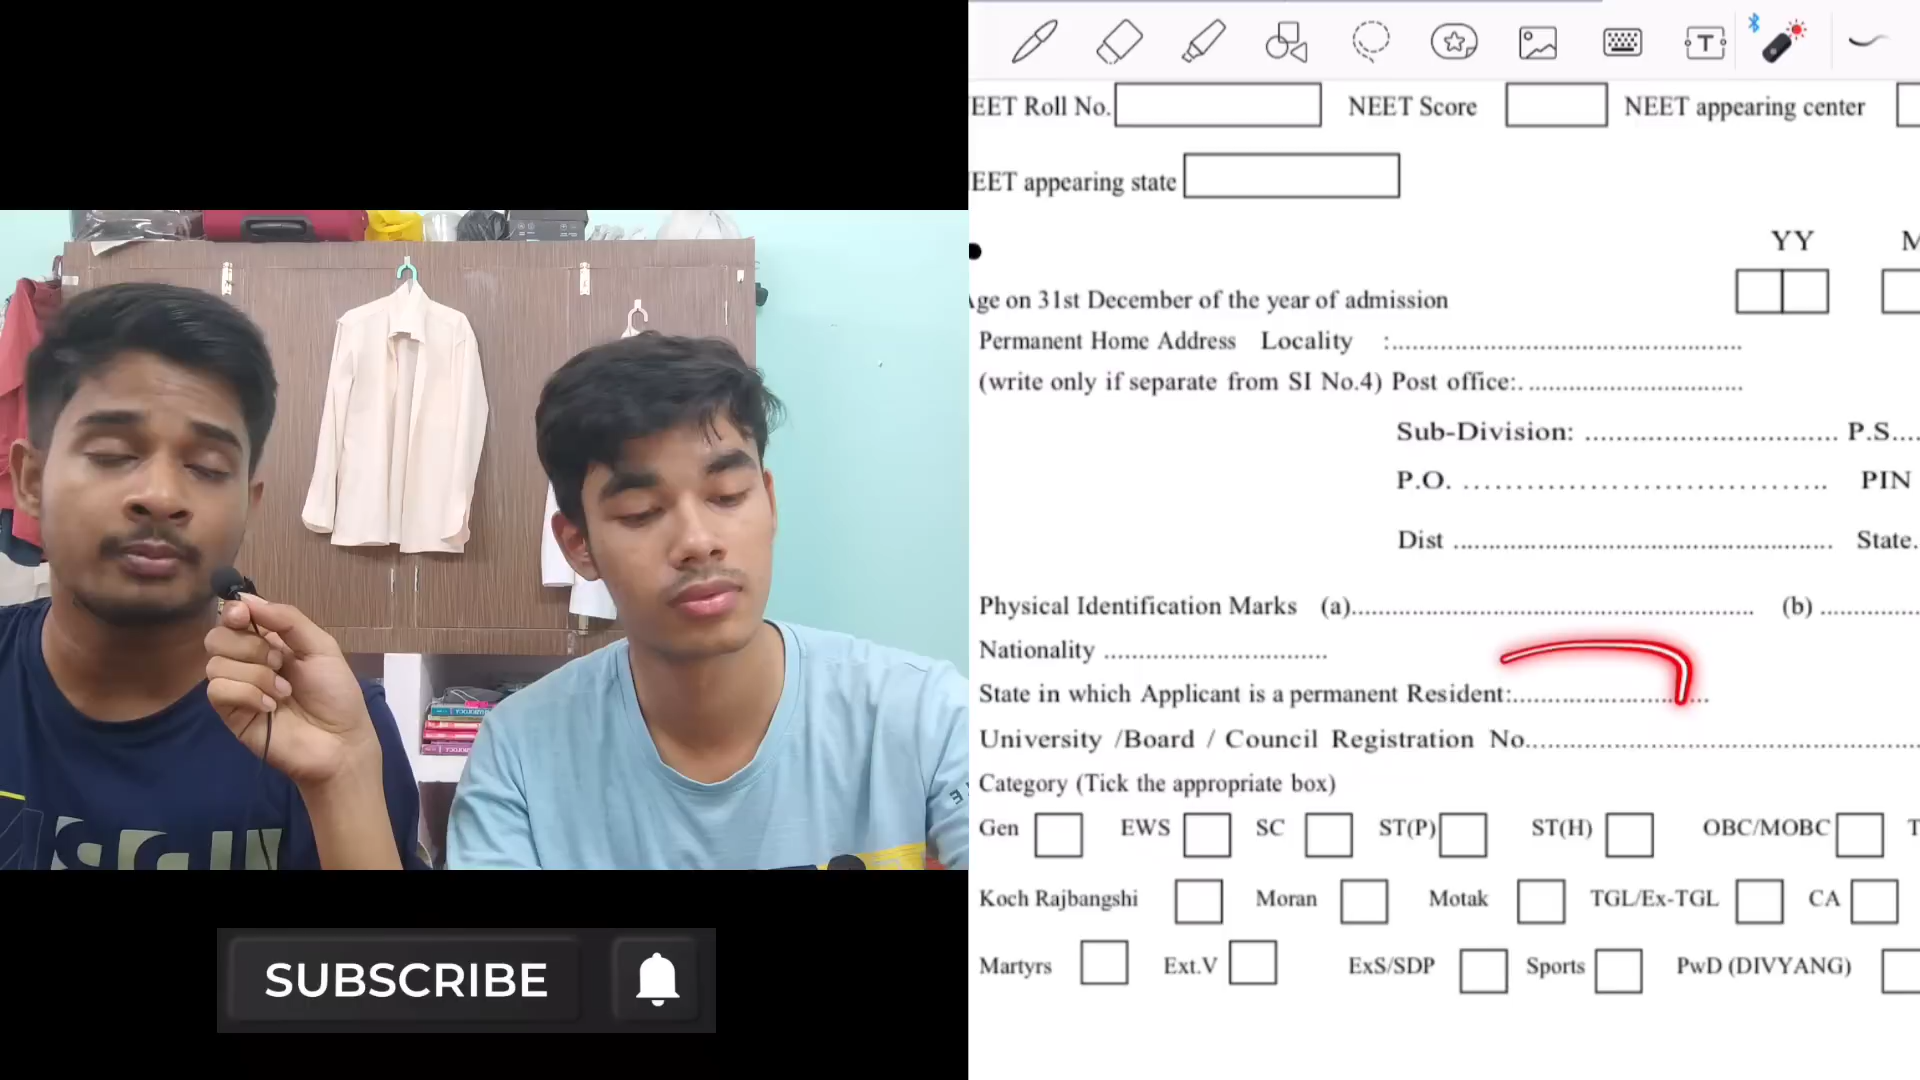 EET Roll No.
NEET Score
NEET appearing center
EET appearing state
YY
M
ge on 31st December of the year of admission
Permanent Home Address Locality :..................................................
(write only if separate from SI No.4) Post office:. ...............................
Sub-Division: .................................. P.S....
P.O. .................................. PIN
Dist .................................................. State.
Physical Identification Marks (a)............................................................ (b) ..............
Nationality ................................
State in which Applicant is a permanent Resident:............................
University /Board / Council Registration No..................................................
Category (Tick the appropriate box)
Gen EWS SC ST(P) ST(H) OBC/MOBC T
Koch Rajbangshi Moran Motak TGL/Ex-TGL CA
Martyrs Ext.V ExS/SDP Sports PwD (DIVYANG)
SUBSCRIBE